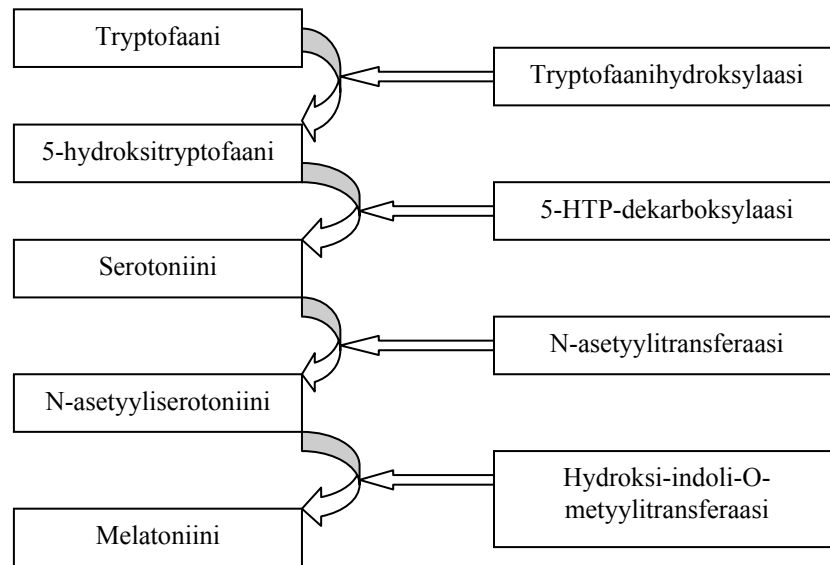 Tryptofaani
Tryptofaanihydroksylaasi
5-hydroksitryptofaani
5-HTP-dekarboksylaasi
Serotoniini
N-asetyylitransferaasi
N-asetyyliserotoniini
Hydroksi-indoli-O-
metyylitransferaasi
Melatoniini